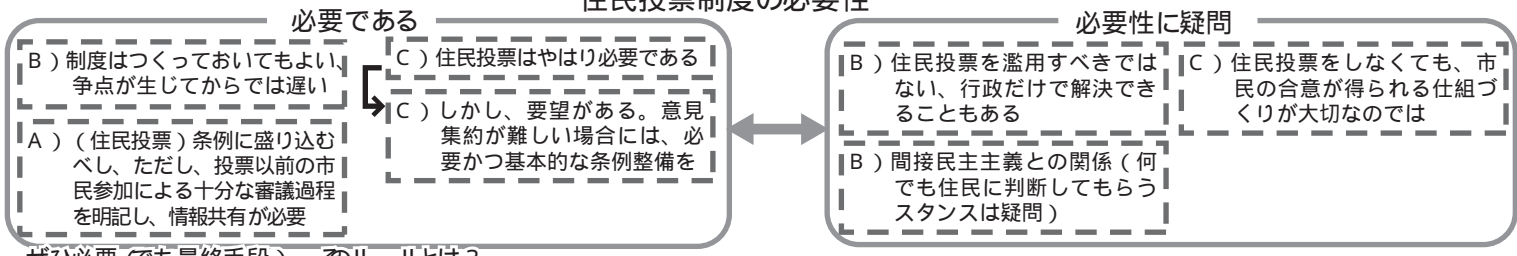 住民投票制度の必要性
必要である
B）制度はつくっておいてもよい、
争点が生じてからでは遅い
A）（住民投票）条例に盛り込む
べし、ただし、投票以前の市
民参加による十分な審議過程
を明記し、情報共有が必要
C）住民投票はやはり必要である
C）しかし、要望がある。意見
集約が難しい場合には、必
要かつ基本的な条例整備を
必要性に疑問
B）住民投票を濫用すべきでは
ない、行政だけで解決でき
ることもある
B）間接民主主義との関係（何
でも住民に判断してもらう
スタンスは疑問）
C）住民投票をしなくても、市
民の合意が得られる仕組づ
くりが大切なのでは
ぜひ必要（でも最終手段）